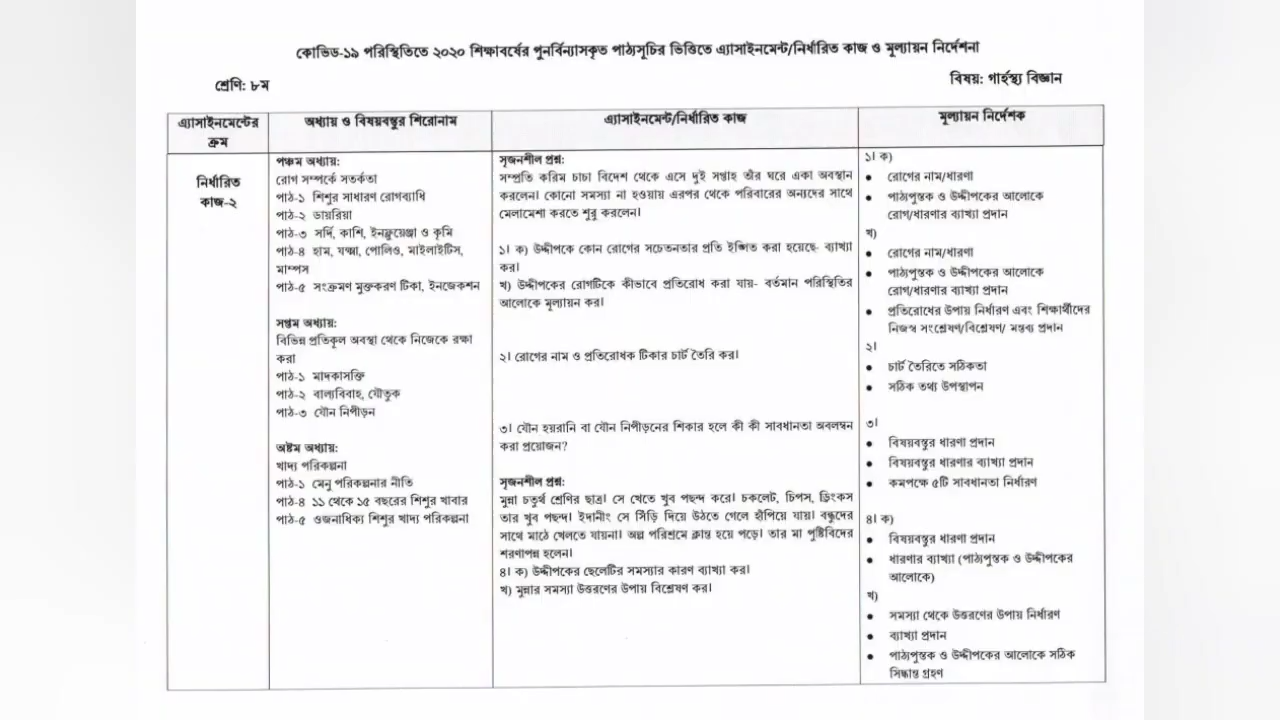 কোভিড-১৯ পরিস্থিতিতে ২০২০ শিক্ষাবর্ষের পুনর্বিন্যাসকৃত পাঠ্যসূচির ভিত্তিতে এ্যাসাইনমেন্ট/নির্ধারিত কাজ ও মূল্যায়ন নির্দেশনা
শ্রেণি: ৮ম
বিষয়: গার্হস্থ্য বিজ্ঞান
এ্যাসাইনমেন্টের
ক্রম
অধ্যায় ও বিষয়বস্তুর শিরোনাম
এ্যাসাইনমেন্ট/নির্ধারিত কাজ
মূল্যায়ন নির্দেশক
নির্ধারিত
কাজ-২
পঞ্চম অধ্যায়:
রোগ সম্পর্কে সতর্কতা
পাঠ-১ শিশুর সাধারণ রোগব্যাধি
পাঠ-২ ডায়রিয়া
পাঠ-৩ সর্দি, কাশি, ইনফ্লুয়েঞ্জা ও কৃমি
পাঠ-৪ হাম, যক্ষ্মা, পোলিও, মাইলাইটিস,
মাম্পস
পাঠ-৫ সংক্রমণ মুক্তকরণ টিকা, ইনজেকশন
সপ্তম অধ্যায়:
বিভিন্ন প্রতিকূল অবস্থা থেকে নিজেকে রক্ষা
করা
পাঠ-১ মাদকাসক্তি
পাঠ-২ বাল্যবিবাহ, যৌতুক
পাঠ-৩ যৌন নিপীড়ন
অষ্টম অধ্যায়:
খাদ্য পরিকল্পনা
পাঠ-১ মেনু পরিকল্পনার নীতি
পাঠ-৪ ১১ থেকে ১৫ বছরের শিশুর খাবার
পাঠ-৫ ওজনাধিক্য শিশুর খাদ্য পরিকল্পনা
সৃজনশীল প্রশ্ন:
সম্প্রতি করিম চাচা বিদেশ থেকে এসে দুই সপ্তাহ তাঁর ঘরে একা অবস্থান
করলেন। কোনো সমস্যা না হওয়ায় এরপর থেকে পরিবারের অন্যদের সাথে
মেলামেশা করতে শুরু করলেন।
১। ক) উদ্দীপকে কোন রোগের সচেতনতার প্রতি ইঙ্গিত করা হয়েছে- ব্যাখ্যা
কর।
খ) উদ্দীপকের রোগটিকে কীভাবে প্রতিরোধ করা যায়- বর্তমান পরিস্থিতির
আলোকে মূল্যায়ন কর।
২। রোগের নাম ও প্রতিরোধক টিকার চার্ট তৈরি কর।
৩। যৌন হয়রানি বা যৌন নিপীড়নের শিকার হলে কী কী সাবধানতা অবলম্বন
করা প্রয়োজন?
সৃজনশীল প্রশ্ন:
মুন্না চতুর্থ শ্রেণির ছাত্র। সে খেতে খুব পছন্দ করে। চকলেট, চিপস, ড্রিংকস
তার খুব পছন্দ। ইদানীং সে সিঁড়ি দিয়ে উঠতে গেলে হাঁপিয়ে যায়। বন্ধুদের
সাথে মাঠে খেলতে যায়না। অল্প পরিশ্রমে ক্লান্ত হয়ে পড়ে। তার মা পুষ্টিবিদের
শরণাপন্ন হলেন।
৪। ক) উদ্দীপকের ছেলেটির সমস্যার কারণ ব্যাখ্যা কর।
খ) মুন্নার সমস্যা উত্তরণের উপায় বিশ্লেষণ কর।
১। ক)
● রোগের নাম/ধারণা
● পাঠ্যপুস্তক ও উদ্দীপকের আলোকে
রোগ/ধারণার ব্যাখ্যা প্রদান
খ)
● রোগের নাম/ধারণা
● পাঠ্যপুস্তক ও উদ্দীপকের আলোকে
রোগ/ধারণার ব্যাখ্যা প্রদান
● প্রতিরোধের উপায় নির্ধারণ এবং শিক্ষার্থীদের
নিজস্ব সংশ্লেষণ/বিশ্লেষণ/ মন্তব্য প্রদান
২।
● চার্ট তৈরিতে সঠিকতা
● সঠিক তথ্য উপস্থাপন
৩।
● বিষয়বস্তুর ধারণা প্রদান
● বিষয়বস্তুর ধারণার ব্যাখ্যা প্রদান
● কমপক্ষে ৫টি সাবধানতা নির্ধারণ
৪। ক)
● বিষয়বস্তুর ধারণা প্রদান
● ধারণার ব্যাখ্যা (পাঠ্যপুস্তক ও উদ্দীপকের
আলোকে)
খ)
● সমস্যা থেকে উত্তরণের উপায় নির্ধারণ
● ব্যাখ্যা প্রদান
● পাঠ্যপুস্তক ও উদ্দীপকের আলোকে সঠিক
সিদ্ধান্ত গ্রহণ